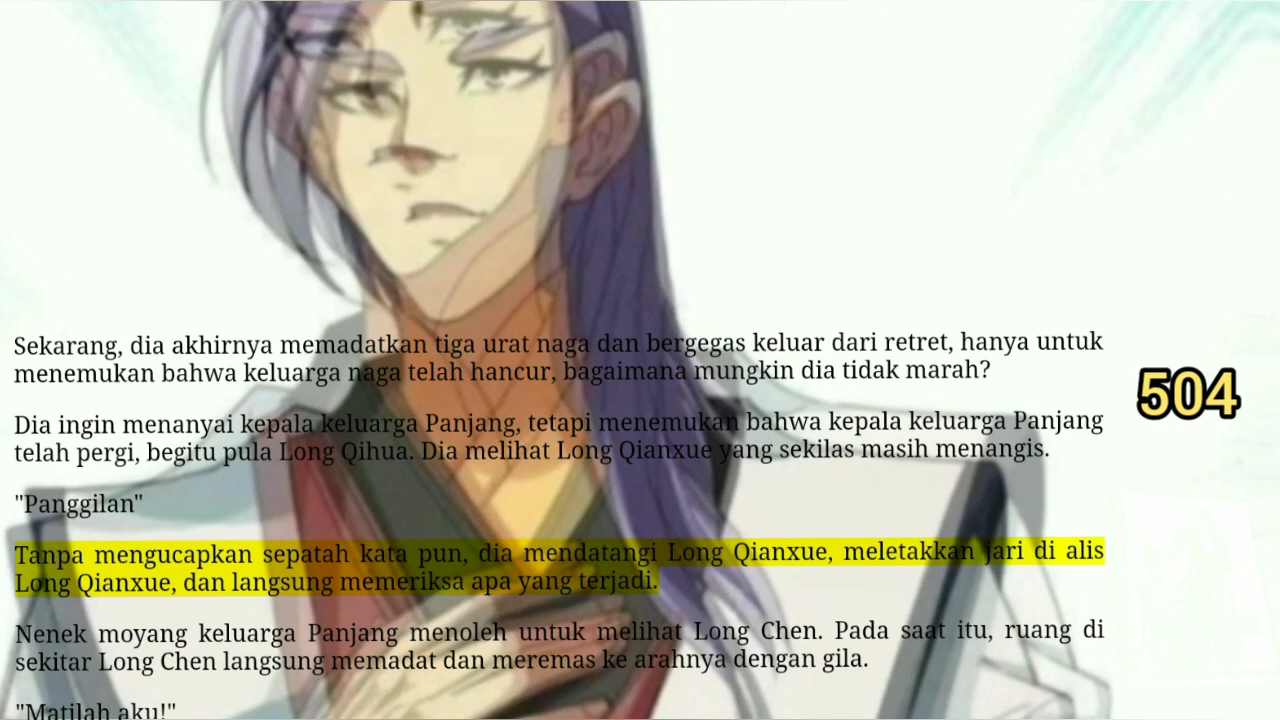 Sekarang, dia akhirnya memadatkan tiga urat naga dan bergegas keluar dari retret, hanya untuk
menemukan bahwa keluarga naga telah hancur, bagaimana mungkin dia tidak marah?
Dia ingin menanyai kepala keluarga Panjang, tetapi menemukan bahwa kepala keluarga Panjang
telah pergi, begitu pula Long Qihua. Dia melihat Long Qianxue yang sekilas masih menangis.
504
"Panggilan"
Tanpa mengucapkan sepatah kata pun, dia mendatangi Long Qianxue, meletakkan jari di alis
Long Qianxue, dan langsung memeriksa apa yang terjadi.
Nenek moyang keluarga Panjang menoleh untuk melihat Long Chen. Pada saat itu, ruang di
sekitar Long Chen langsung memadat dan meremas ke arahnya dengan gila.
"Matilah aku!"